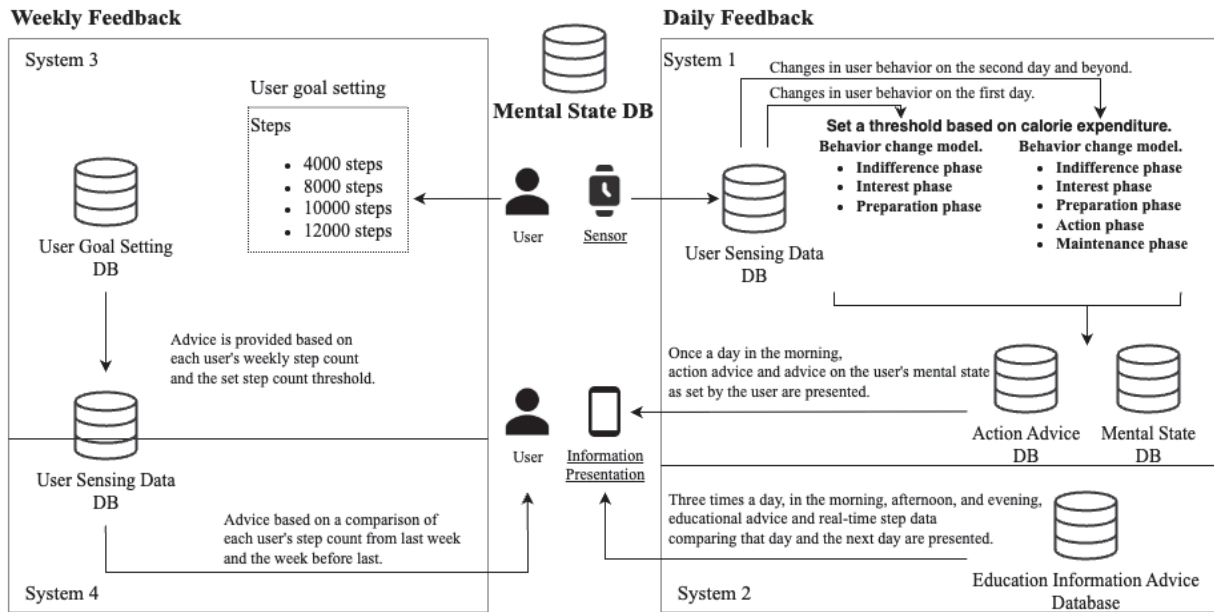 Weekly Feedback
System 3
User goal setting
Steps
• 4000 steps
• 8000 steps
• 10000 steps
• 12000 steps
User Goal Setting
DB
Advice is provided based on
each user's weekly step count
and the set step count threshold.
User Sensing Data
DB
Advice based on a comparison of
each user's step count from last week
and the week before last.
System 4
Mental State DB
User
Sensor
User
Information
Presentation
Daily Feedback
System 1
Changes in user behavior on the second day and beyond.
Changes in user behavior on the first day.
Set a threshold based on calorie expenditure.
Behavior change model.
• Indifference phase
• Interest phase
• Preparation phase
Behavior change model.
• Indifference phase
• Interest phase
• Preparation phase
• Action phase
• Maintenance phase
User Sensing Data
DB
Once a day in the morning,
action advice and advice on the user's mental state
as set by the user are presented.
Action Advice
DB
Mental State
DB
Three times a day, in the morning, afternoon, and evening,
educational advice and real-time step data
comparing that day and the next day are presented.
Education Information Advice
Database
System 2